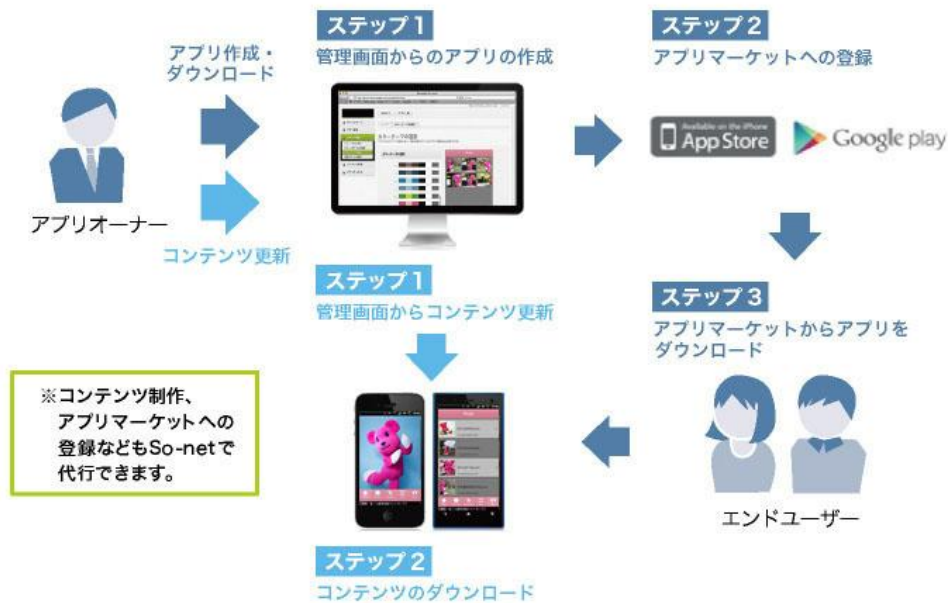 ステップ1
管理画面からのアプリの作成
ステップ2
アプリマーケットへの登録
アプリ作成・
ダウンロード
Available on the iPhone
App Store
Google play
アプリオーナー
コンテンツ更新
ステップ1
管理画面からコンテンツ更新
ステップ3
アプリマーケットからアプリを
ダウンロード
※コンテンツ制作、
アプリマーケットへの
登録などもSo-netで
代行できます。
エンドユーザー
ステップ2
コンテンツのダウンロード